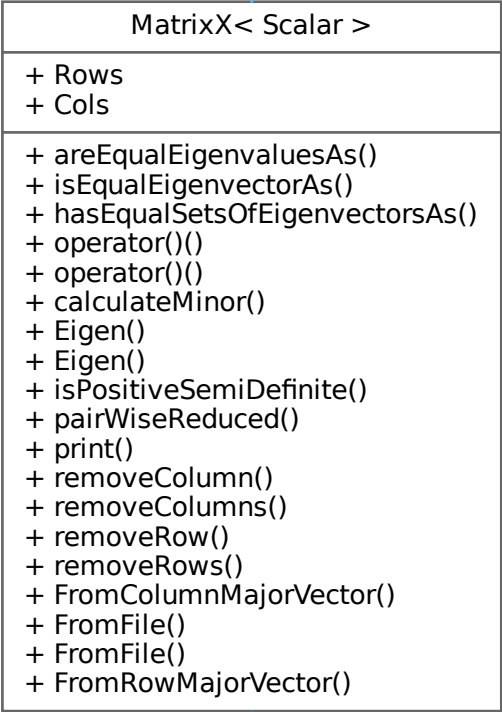 MatrixX< Scalar >
+ Rows
+ Cols
+ areEqualEigenvaluesAs()
+ isEqualEigenvectorAs()
+ hasEqualSetsOfEigenvectorsAs()
+ operator()()
+ operator()()
+ calculateMinor()
+ Eigen()
+ Eigen()
+ isPositiveSemiDefinite()
+ pairWiseReduced()
+ print()
+ removeColumn()
+ removeColumns()
+ removeRow()
+ removeRows()
+ FromColumnMajorVector()
+ FromFile()
+ FromFile()
+ FromRowMajorVector()